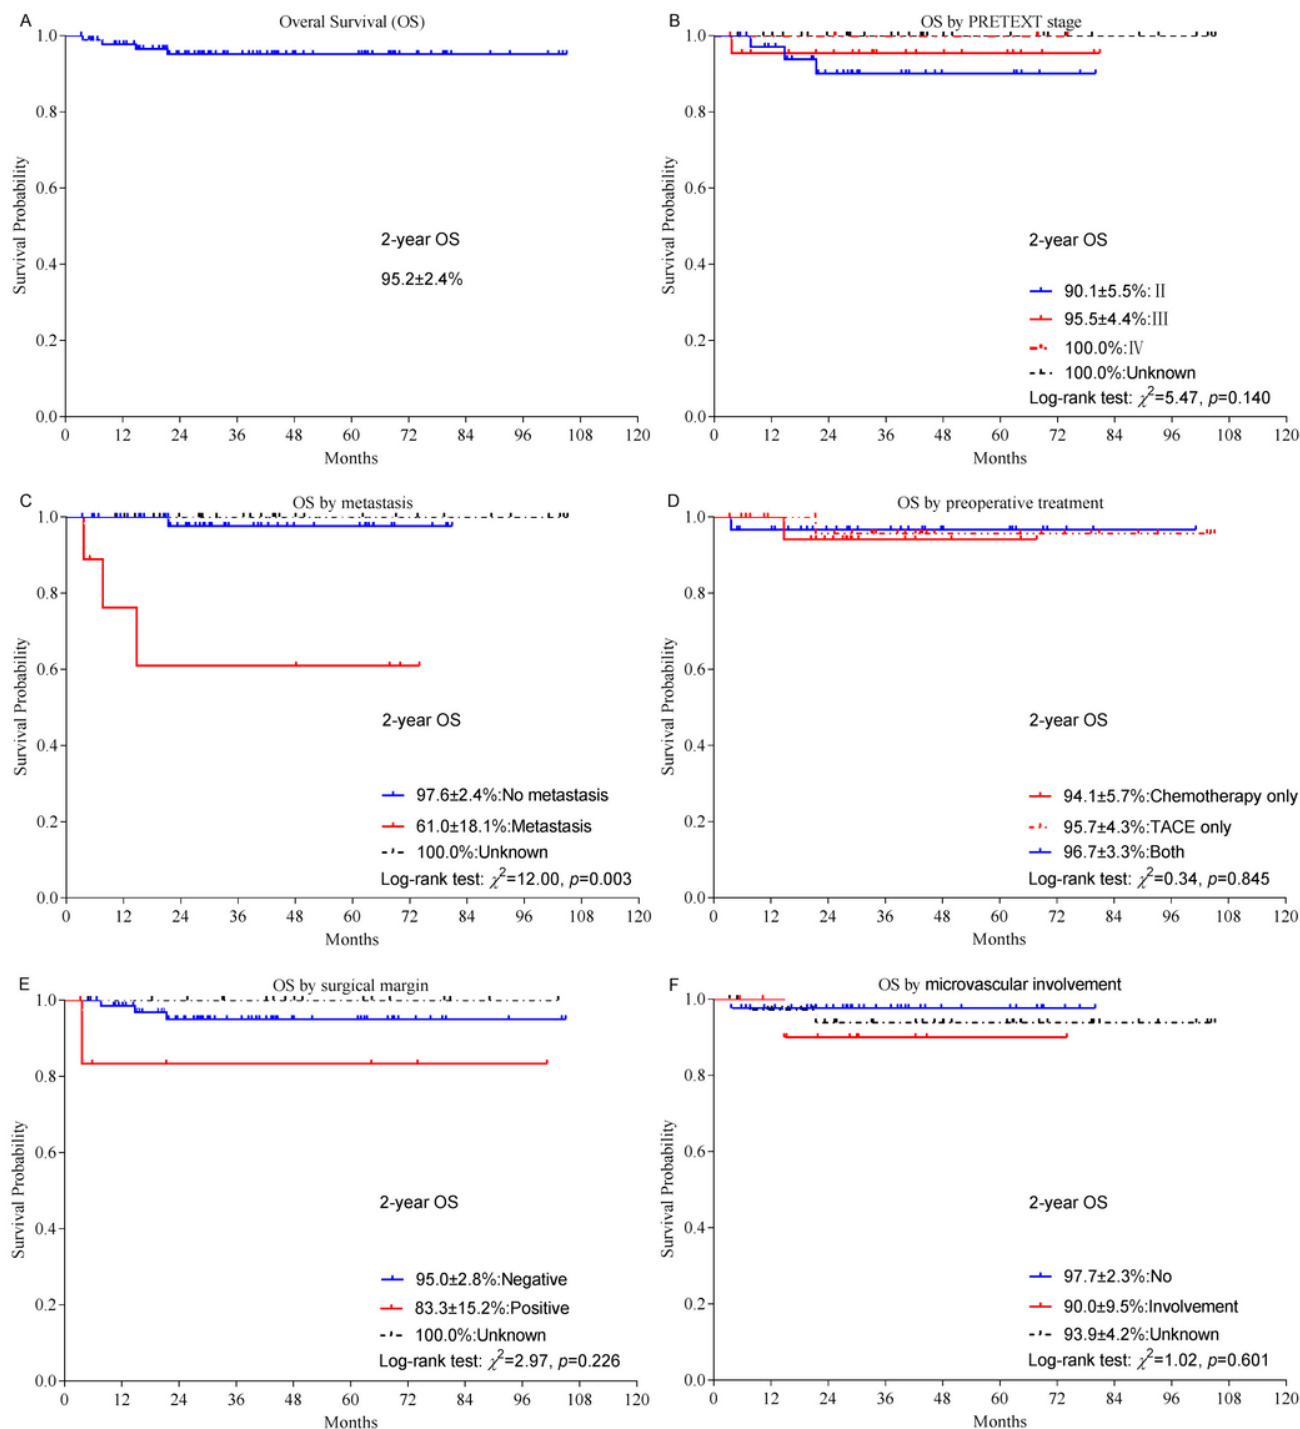 A
Overal Survival (OS)
1.0
0.8
0.6
0.4
0.2
0.0
Survival Probability
2-year OS
95.2±2.4%
0 12 24 36 48 60 72 84 96 108 120
Months
B
OS by PRETEXT stage
1.0
0.8
0.6
0.4
0.2
0.0
Survival Probability
2-year OS
90.1±5.5%:Ⅱ
95.5±4.4%:Ⅲ
100.0%:Ⅳ
100.0%:Unknown
Log-rank test: χ²=5.47, p=0.140
0 12 24 36 48 60 72 84 96 108 120
Months
C
OS by metastasis
1.0
0.8
0.6
0.4
0.2
0.0
Survival Probability
2-year OS
97.6±2.4%:No metastasis
61.0±18.1%:Metastasis
100.0%:Unknown
Log-rank test: χ²=12.00, p=0.003
0 12 24 36 48 60 72 84 96 108 120
Months
D
OS by preoperative treatment
1.0
0.8
0.6
0.4
0.2
0.0
Survival Probability
2-year OS
94.1±5.7%:Chemotherapy only
95.7±4.3%:TACE only
96.7±3.3%:Both
Log-rank test: χ²=0.34, p=0.845
0 12 24 36 48 60 72 84 96 108 120
Months
E
OS by surgical margin
1.0
0.8
0.6
0.4
0.2
0.0
Survival Probability
2-year OS
95.0±2.8%:Negative
83.3±15.2%:Positive
100.0%:Unknown
Log-rank test: χ²=2.97, p=0.226
0 12 24 36 48 60 72 84 96 108 120
Months
F
OS by microvascular involvement
1.0
0.8
0.6
0.4
0.2
0.0
Survival Probability
2-year OS
97.7±2.3%:No
90.0±9.5%:Involvement
93.9±4.2%:Unknown
Log-rank test: χ²=1.02, p=0.601
0 12 24 36 48 60 72 84 96 108 120
Months